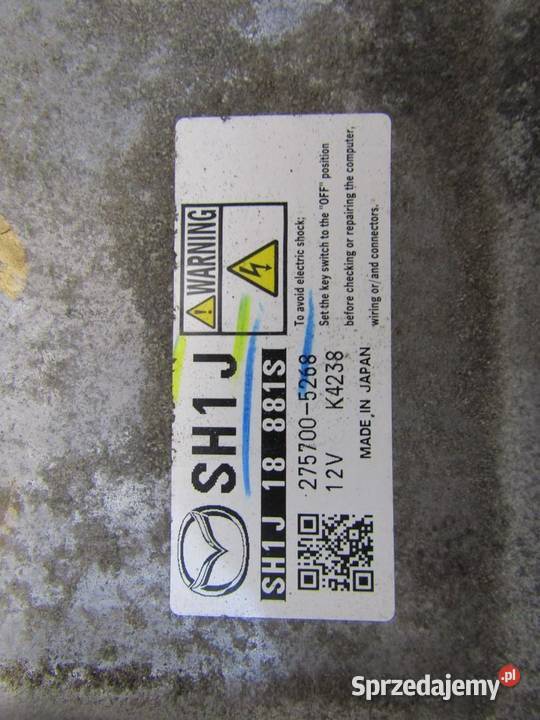 SH1J
WARNING
To avoid electric shock;
Set the key switch to the "OFF" position
before checking or repairing the computer,
wiring or/and connectors.
SH1J 18 881S
275700-5268
12V K4238
MADE IN JAPAN
Sprzedajemy.pl